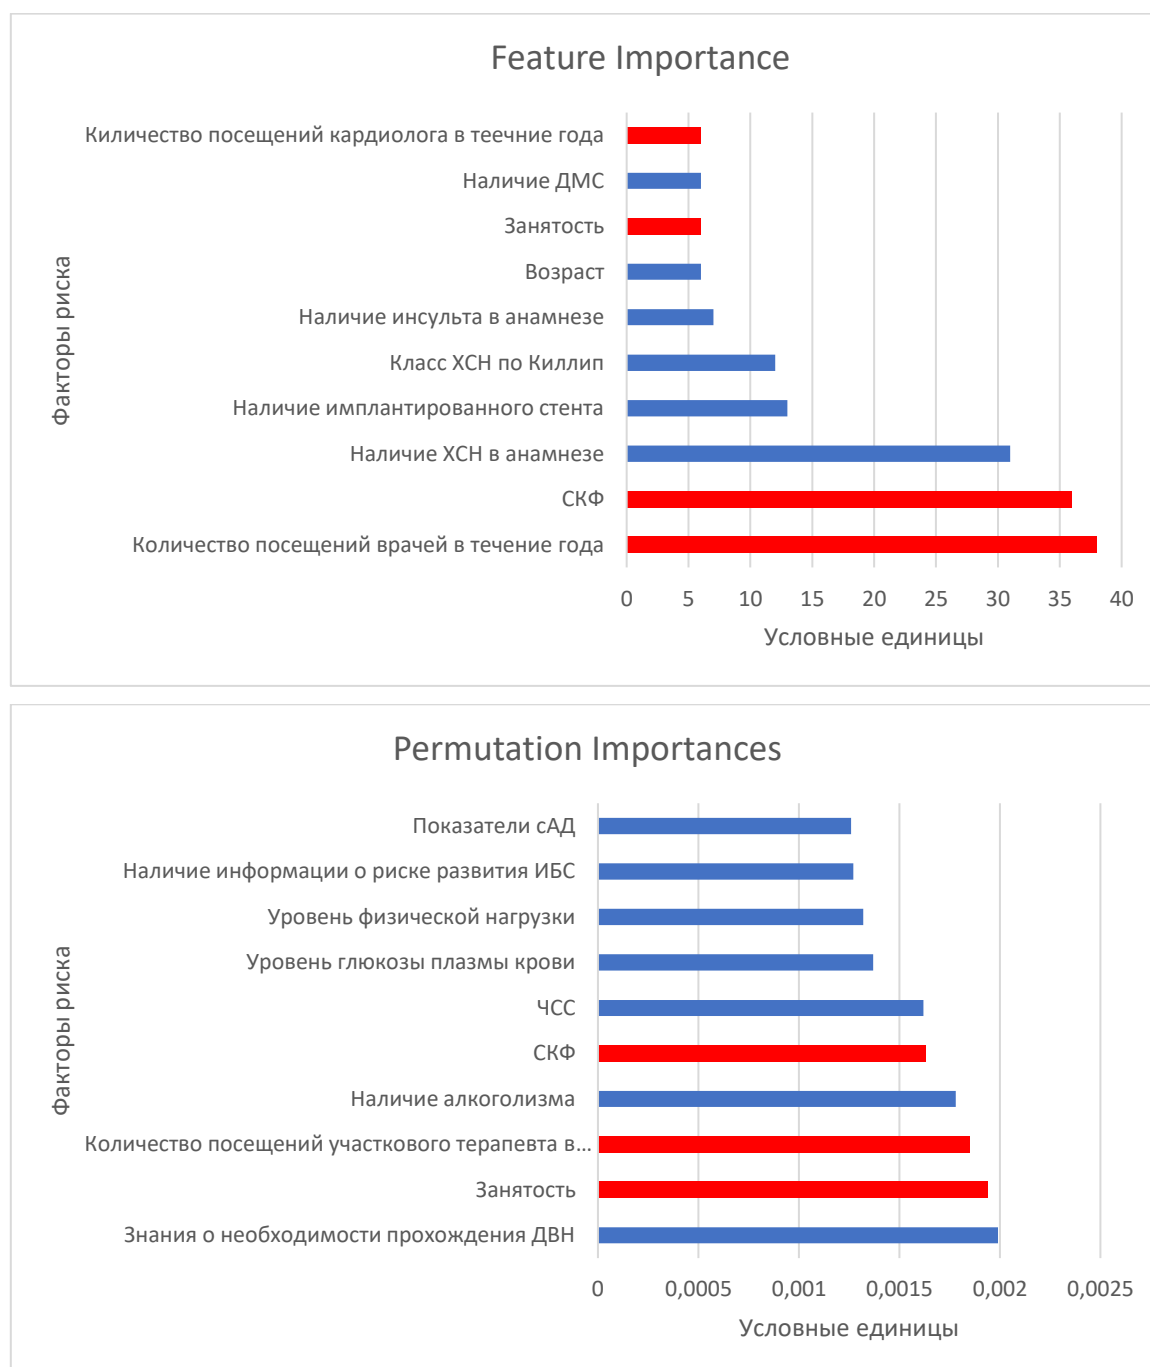 Feature Importance
Киличество посещений кардиолога в теечние года
Наличие ДМС
Занятость
Возраст
Наличие инсульта в анамнезе
Класс ХСН по Киллип
Наличие имплантированного стента
Наличие ХСН в анамнезе
СКФ
Количество посещений врачей в течение года
Факторы риска
0 5 10 15 20 25 30 35 40
Условные единицы
Permutation Importances
Показатели сАД
Наличие информации о риске развития ИБС
Уровень физической нагрузки
Уровень глюкозы плазмы крови
ЧСС
СКФ
Наличие алкоголизма
Количество посещений участкового терапевта в...
Занятость
Знания о необходимости прохождения ДВН
Факторы риска
0 0,0005 0,001 0,0015 0,002 0,0025
Условные единицы